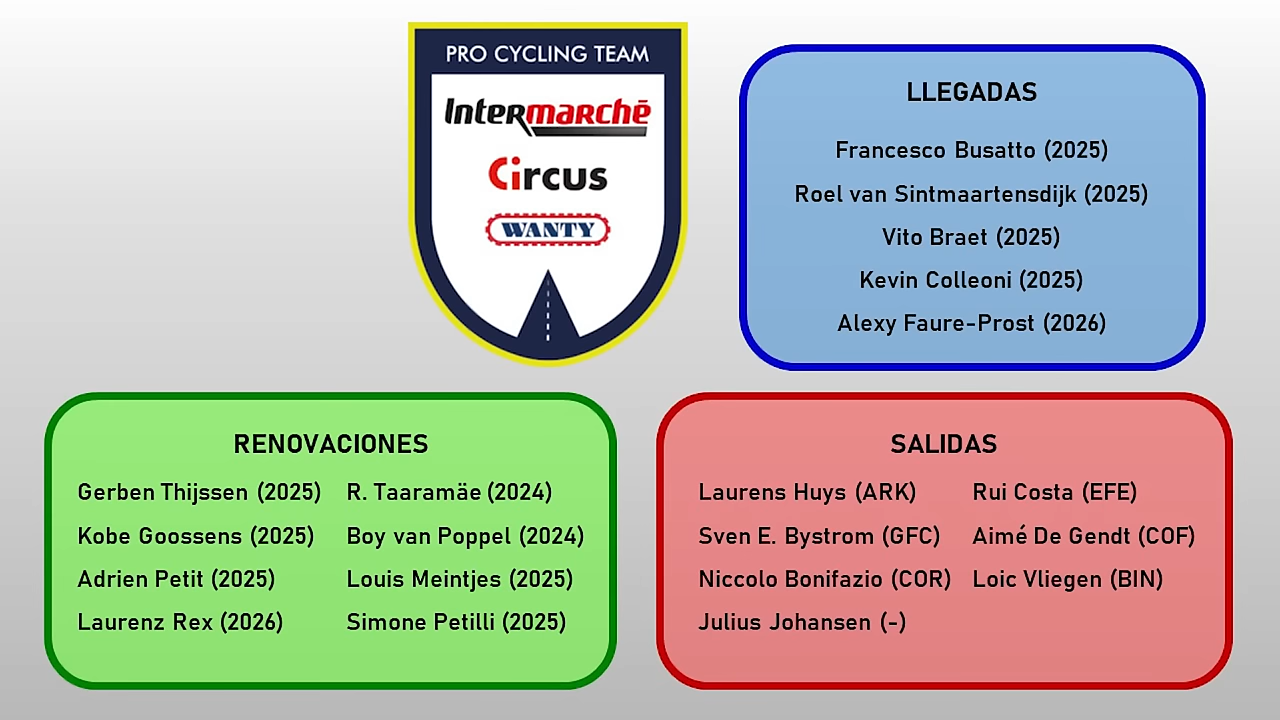 PRO CYCLING TEAM
Intermarchē
Circus
WANTY
LLEGADAS
Francesco Busatto (2025)
Roel van Sintmaartensdijk (2025)
Vito Braet (2025)
Kevin Colleoni (2025)
Alexy Faure-Prost (2026)
RENOVACIONES
Gerben Thijssen (2025) R. Taaramäe (2024)
Kobe Goossens (2025) Boy van Poppel (2024)
Adrien Petit (2025) Louis Meintjes (2025)
Laurenz Rex (2026) Simone Petilli (2025)
SALIDAS
Laurens Huys (ARK) Rui Costa (EFE)
Sven E. Bystrom (GFC) Aimé De Gendt (COF)
Niccolo Bonifazio (COR) Loic Vliegen (BIN)
Julius Johansen (-)